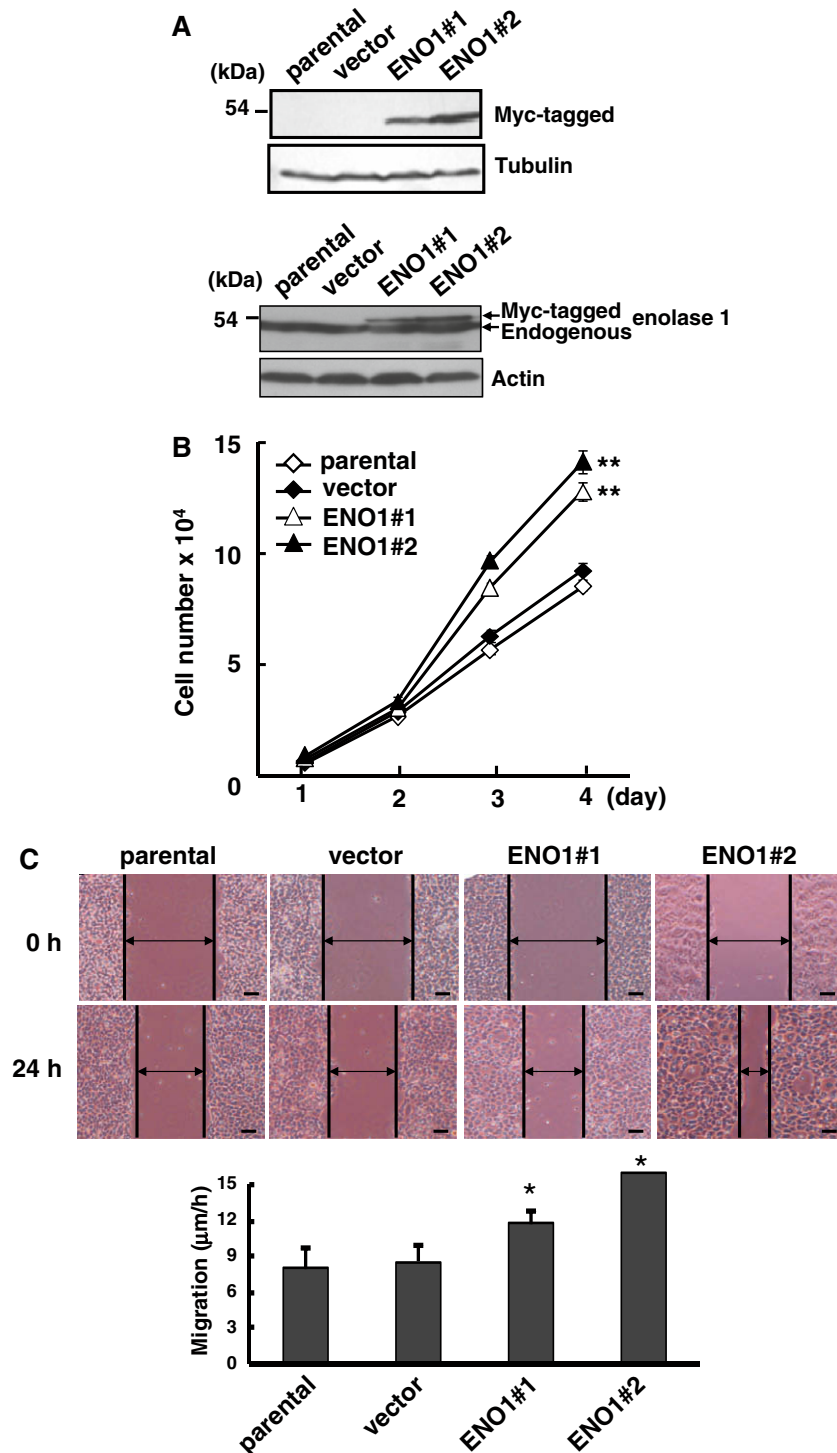 A
parental vector ENO1#1 ENO1#2
(kDa)
54
Myc-tagged
Tubulin
parental vector ENO1#1 ENO1#2
(kDa)
54
Myc-tagged
Endogenous
enolase 1
Actin
B
15
10
5
0
Cell number x 10⁴
parental
vector
ENO1#1
ENO1#2
**
**
1 2 3 4 (day)
C
parental vector ENO1#1 ENO1#2
0 h
24 h
Migration (μm/h)
15
12
9
6
3
0
*
*
parental vector ENO1#1 ENO1#2